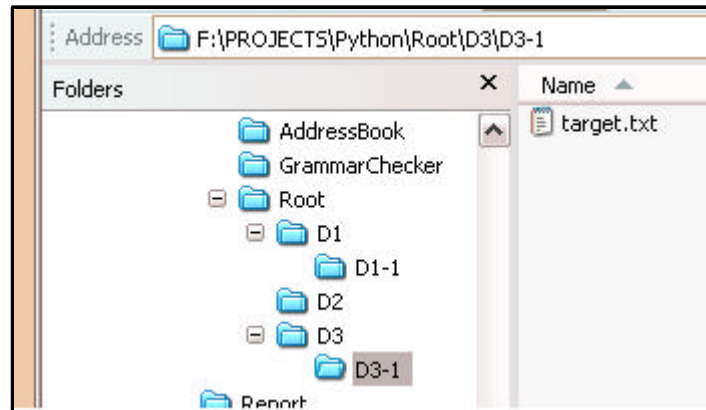 Address F:\PROJECTS\Python\Root\D3\D3-1
Folders
Name
AddressBook
target.txt
GrammarChecker
Root
D1
D1-1
D2
D3
D3-1
Report